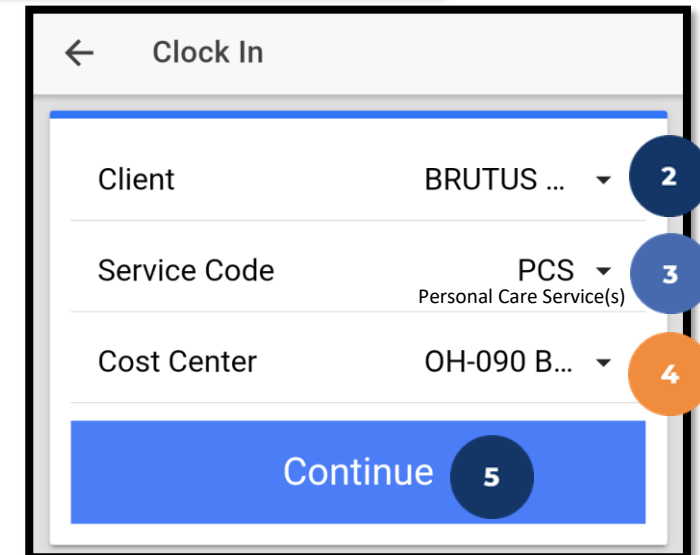 Clock In
Client BRUTUS ... 2
Service Code PCS 3
Personal Care Service(s)
Cost Center OH-090 B... 4
Continue 5